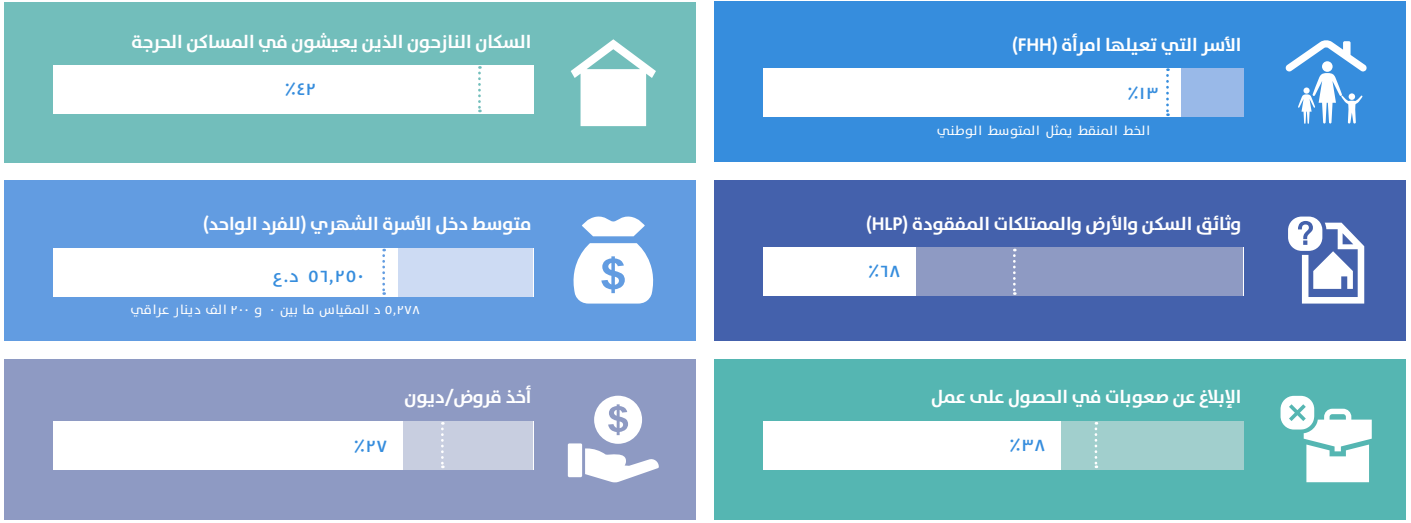 الأسر التي تعيلها امرأة (FHH)
٪١٣
الخط المنقط يمثل المتوسط الوطني
السكان النازحون الذين يعيشون في المساكن الحرجة
٪٤٢
وثائق السكن والأرض والممتلكات المفقودة (HLP)
٪٦٨
متوسط دخل الأسرة الشهري (للفرد الواحد)
٥٦,٢٥٠ د.ع
٥,٢٧٨ د المقياس ما بين ٠ و ٢٠٠ الف دينار عراقي
الإبلاغ عن صعوبات في الحصول على عمل
٪٣٨
أخذ قروض/ديون
٪٢٧